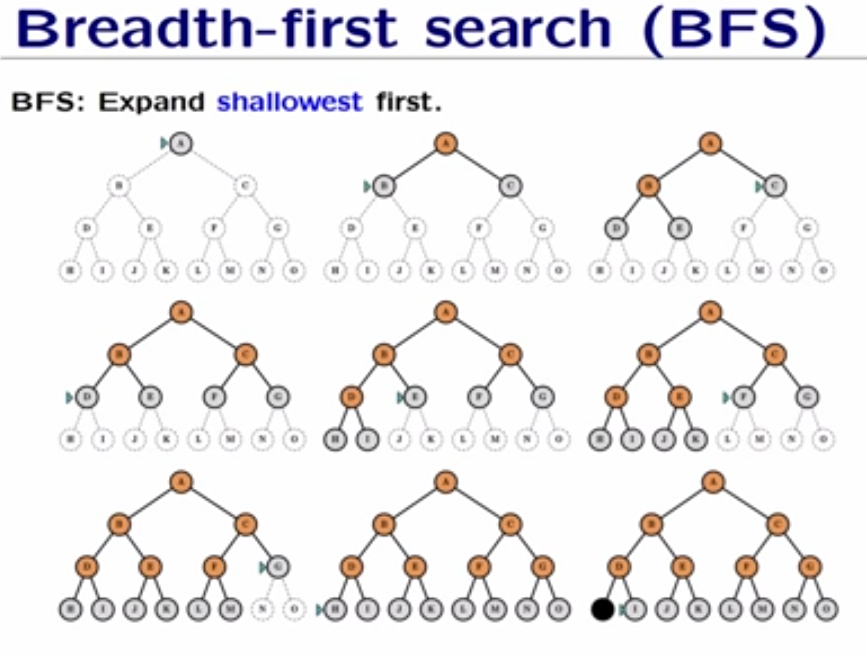 Breadth-first search (BFS)
BFS: Expand shallowest first.
A A A
B C B C B C
D E F G D E F G D E F G
H I J K L M N O H I J K L M N O H I J K L M N O
A A A
B C B C B C
D E F G D E F G D E F G
H I J K L M N O H I J K L M N O H I J K L M N O
A A A
B C B C B C
D E F G D E F G D E F G
H I J K L M N O H I J K L M N O I J K L M N O